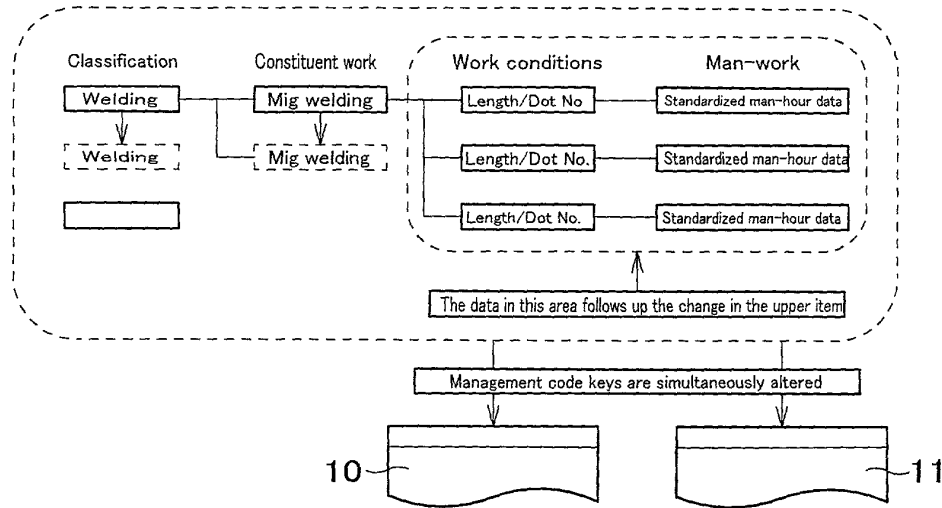 Classification
Constituent work
Work conditions
Man-work
Welding
Mig welding
Length/Dot No
Standardized man-hour data
Welding
Mig welding
Length/Dot No.
Standardized man-hour data
Length/Dot No.
Standardized man-hour data
The data in this area follows up the change in the upper item
Management code keys are simultaneously altered
10
11